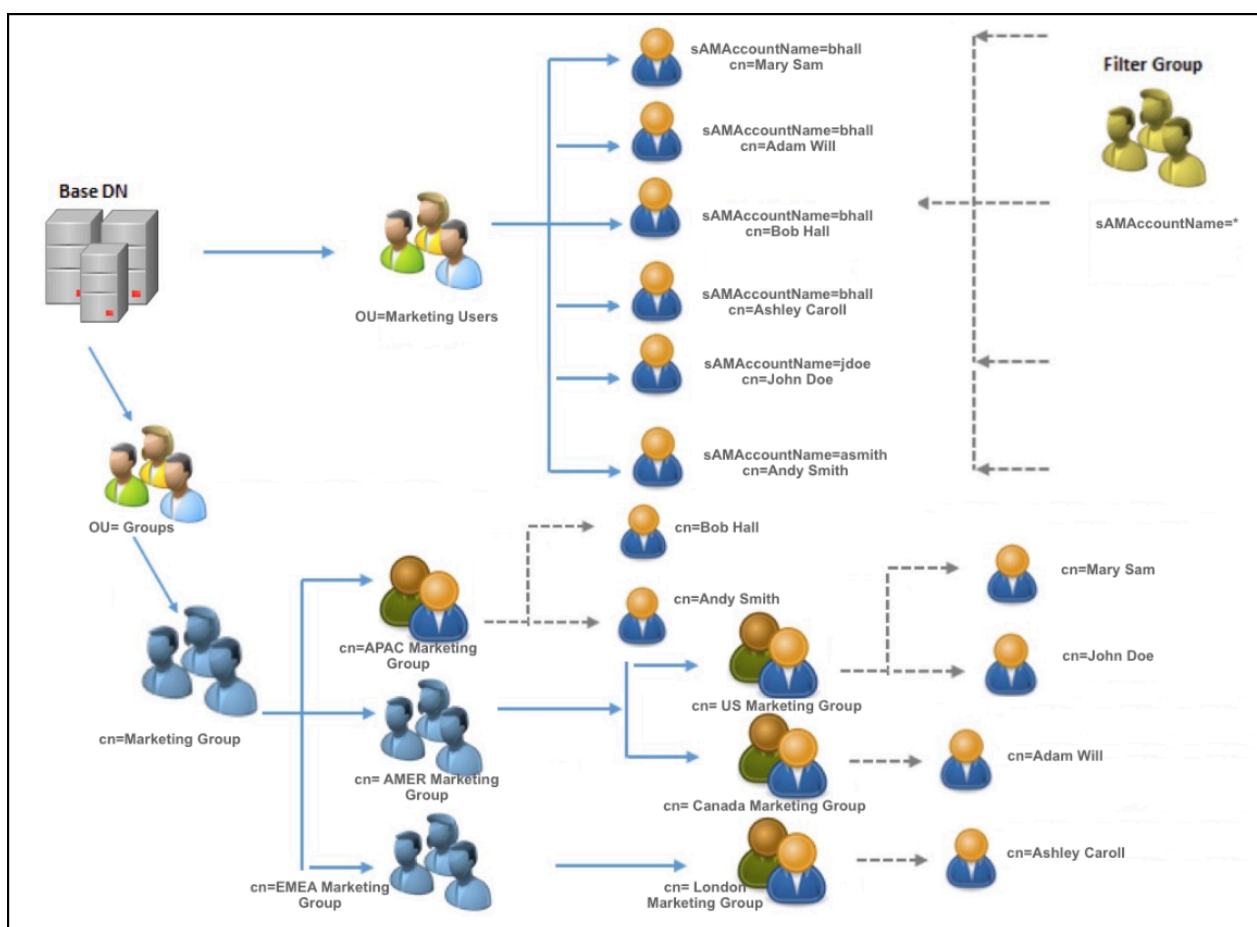 sAMAccountName=bhall
cn=Mary Sam
Filter Group
sAMAccountName=bhall
cn=Adam Will
Base DN
sAMAccountName=bhall
cn=Bob Hall
sAMAccountName=*
sAMAccountName=bhall
cn=Ashley Caroll
OU=Marketing Users
sAMAccountName=jdoe
cn=John Doe
sAMAccountName=asmith
cn=Andy Smith
OU= Groups
cn=Bob Hall
cn=Mary Sam
cn=Andy Smith
cn=APAC Marketing
Group
cn=John Doe
cn= US Marketing Group
cn=Marketing Group
cn=Adam Will
cn= AMER Marketing
Group
cn= Canada Marketing Group
cn=Ashley Caroll
cn=EMEA Marketing
Group
cn= London
Marketing Group